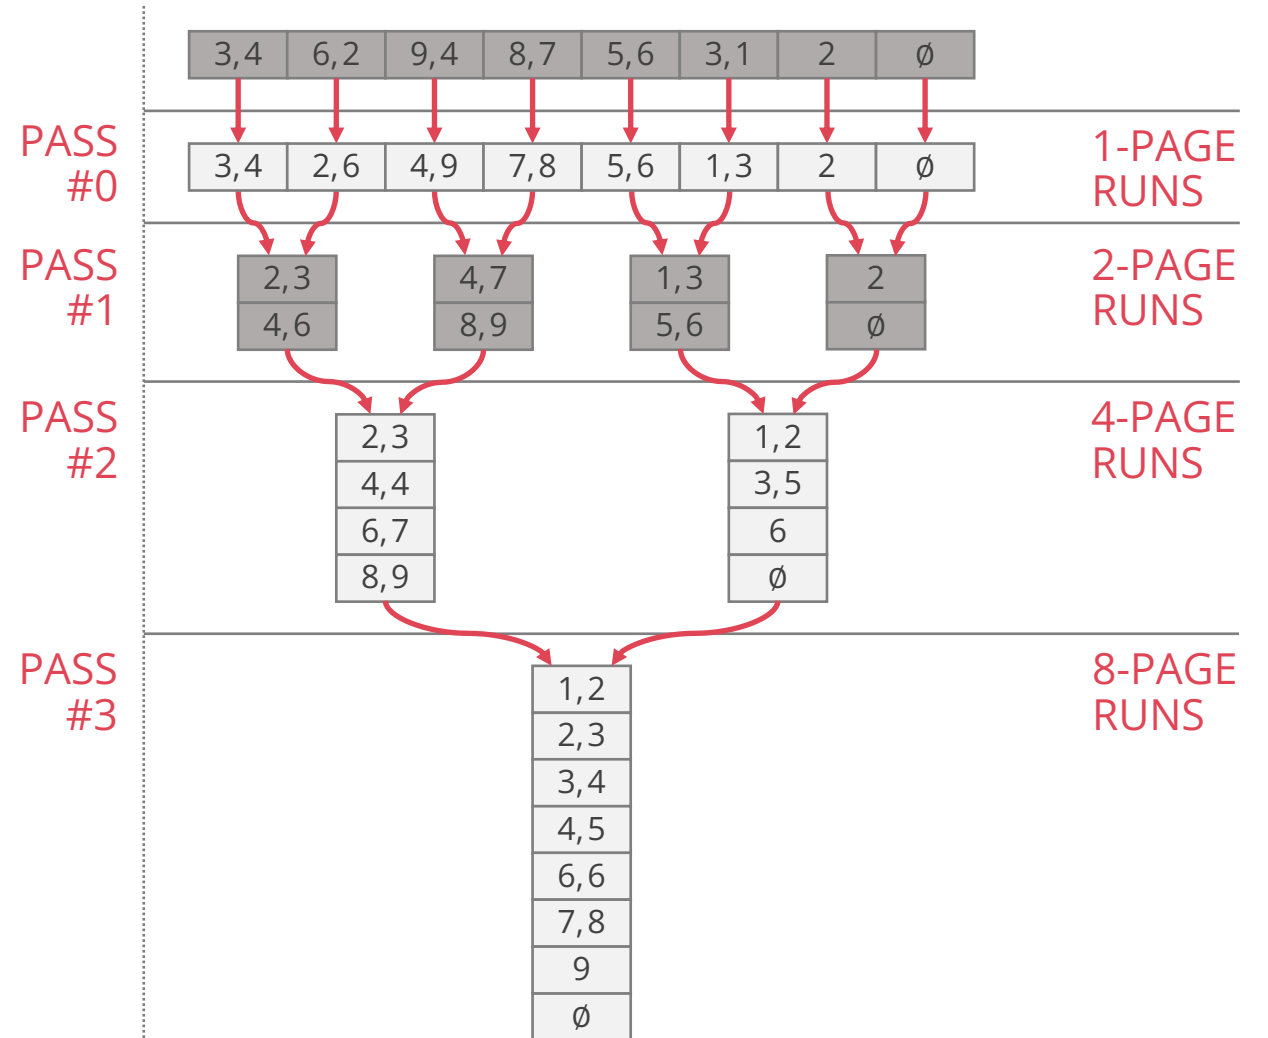 3,4 6,2 9,4 8,7 5,6 3,1 2 ø
PASS #0
3,4 2,6 4,9 7,8 5,6 1,3 2 ø
1-PAGE RUNS
PASS #1
2,3 4,7 1,3 2
4,6 8,9 5,6 ø
2-PAGE RUNS
PASS #2
2,3 1,2
4,4 3,5
6,7 6
8,9 ø
4-PAGE RUNS
PASS #3
1,2
2,3
3,4
4,5
6,6
7,8
9
ø
8-PAGE RUNS